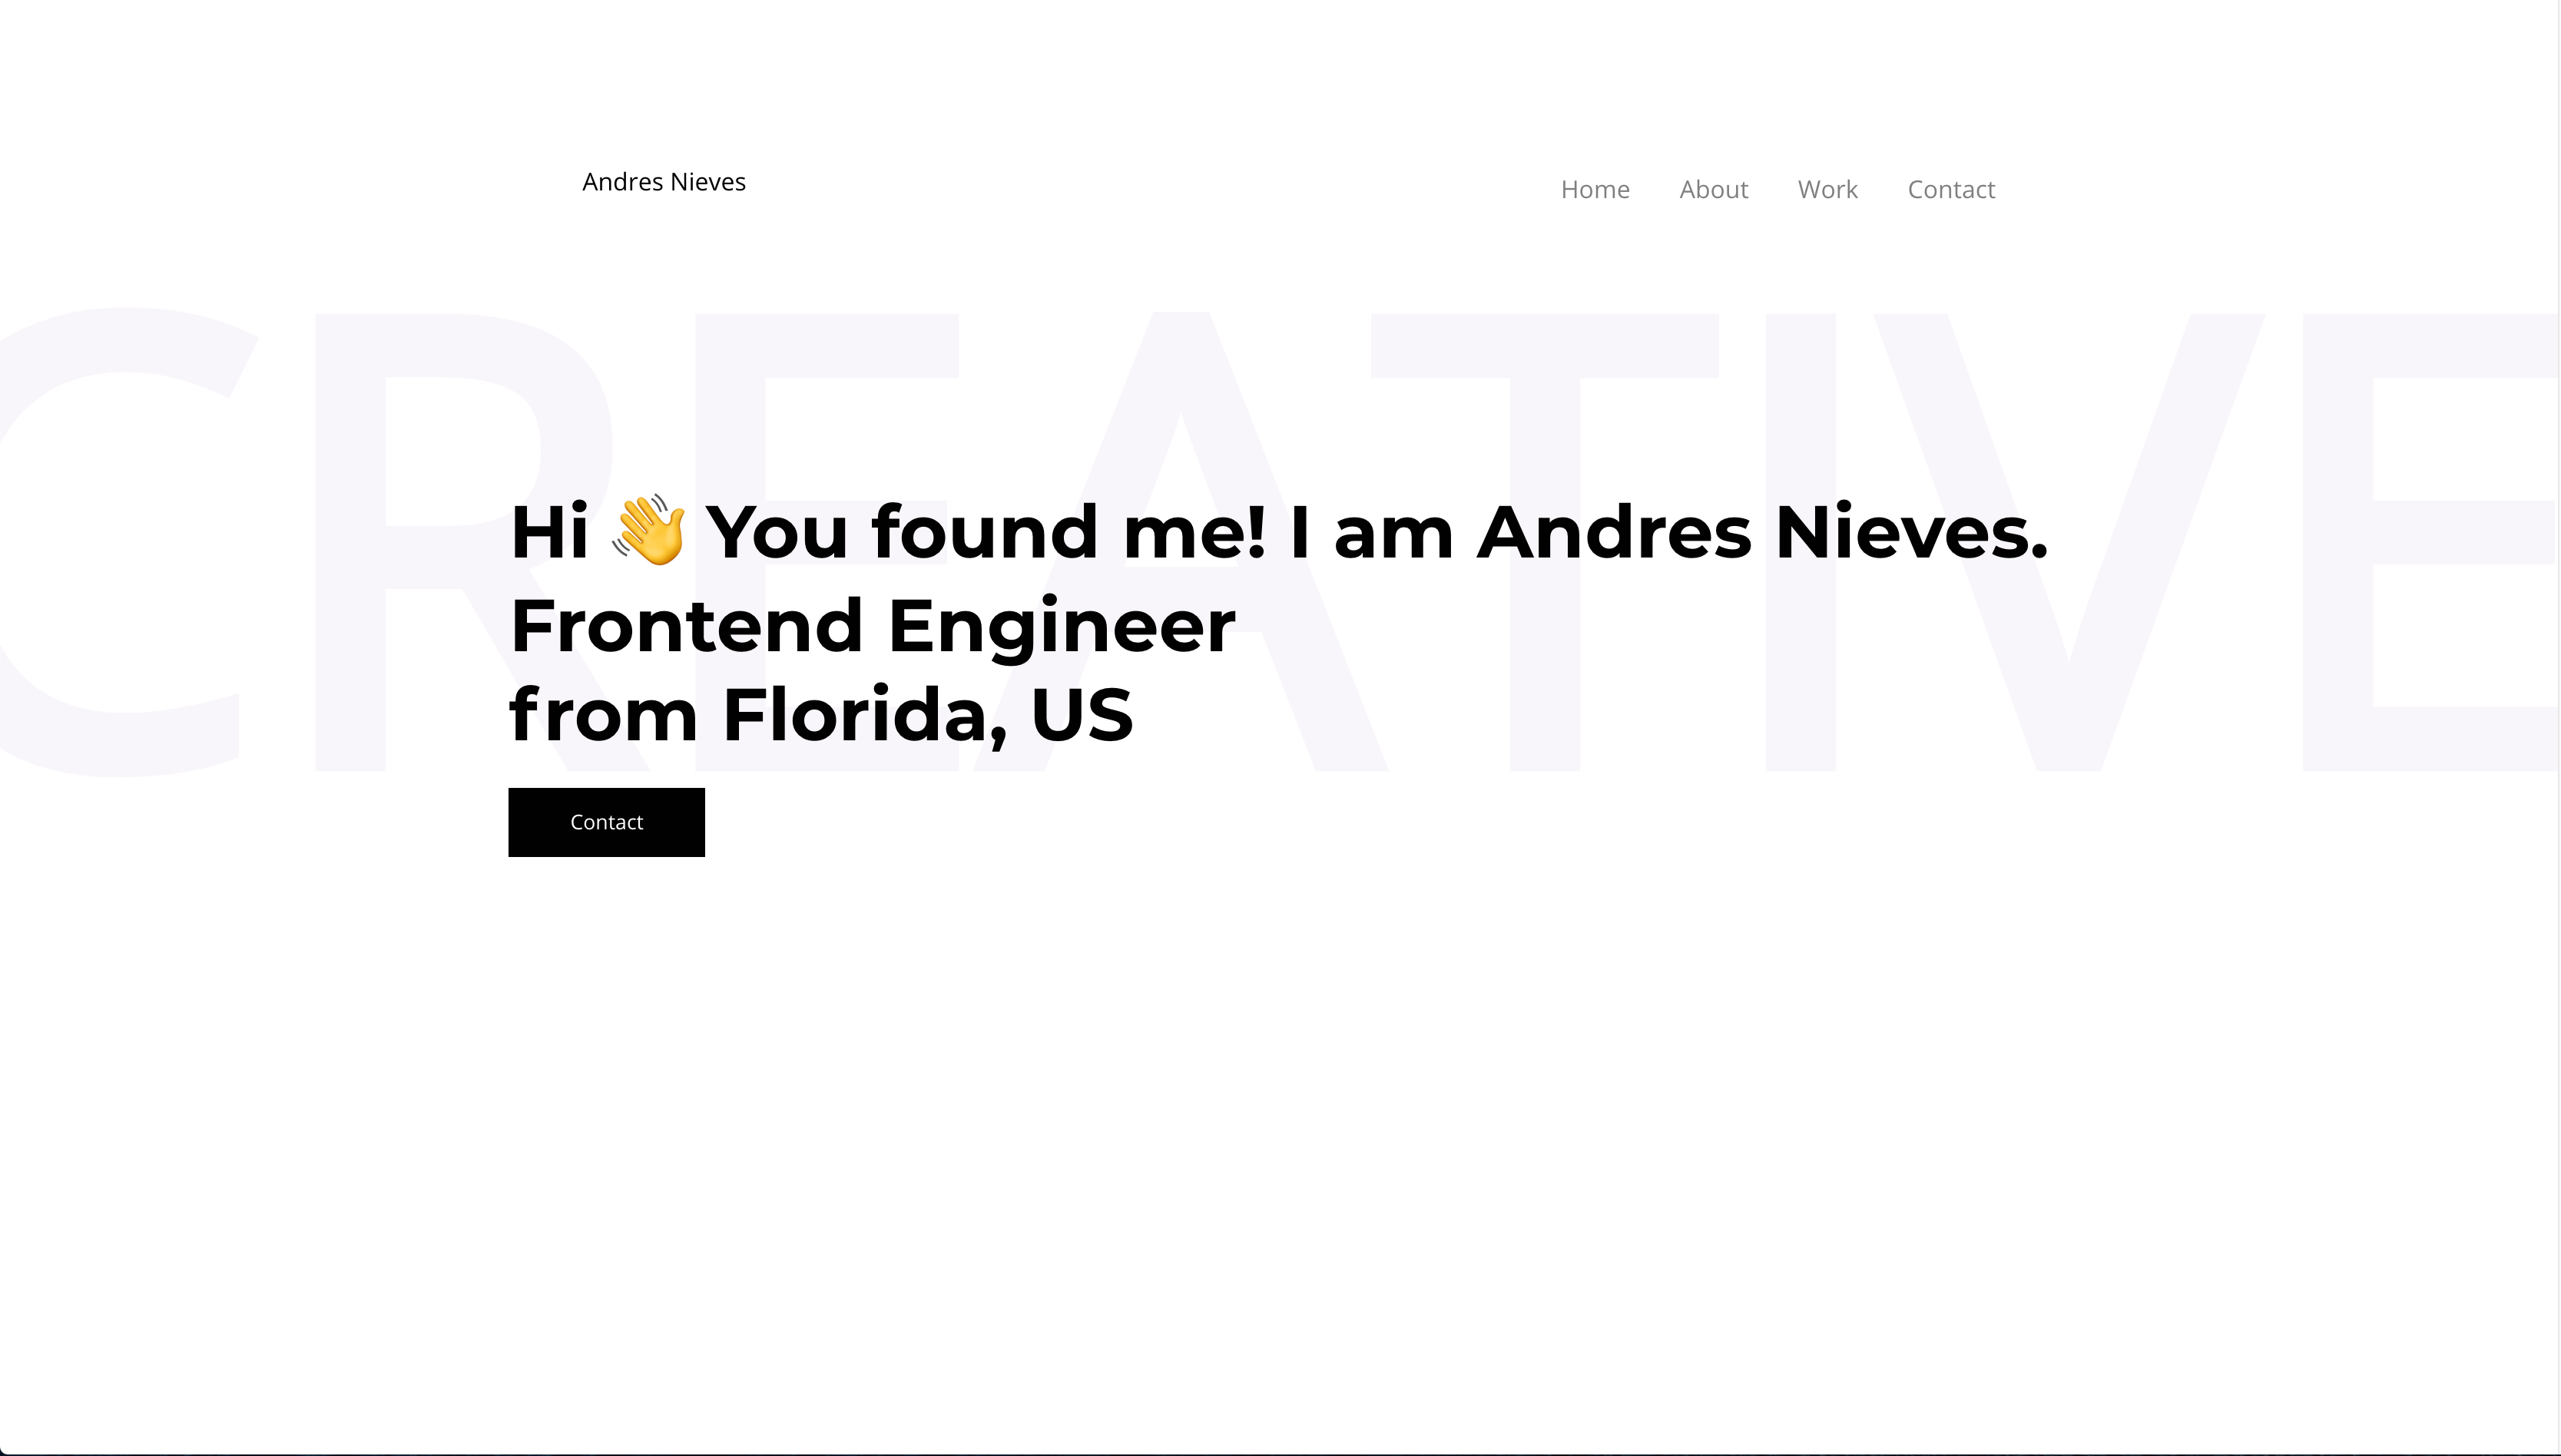 Andres Nieves
Home About Work Contact
CREATIVE
Hi 👋 You found me! I am Andres Nieves.
Frontend Engineer
from Florida, US
Contact